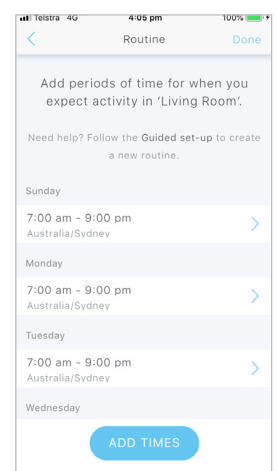 Telstra 4G 4:05 pm 100%
Routine Done
Add periods of time for when you
expect activity in ‘Living Room’.
Need help? Follow the Guided set-up to create
a new routine.
Sunday
7:00 am - 9:00 pm
Australia/Sydney
Monday
7:00 am - 9:00 pm
Australia/Sydney
Tuesday
7:00 am - 9:00 pm
Australia/Sydney
Wednesday
ADD TIMES